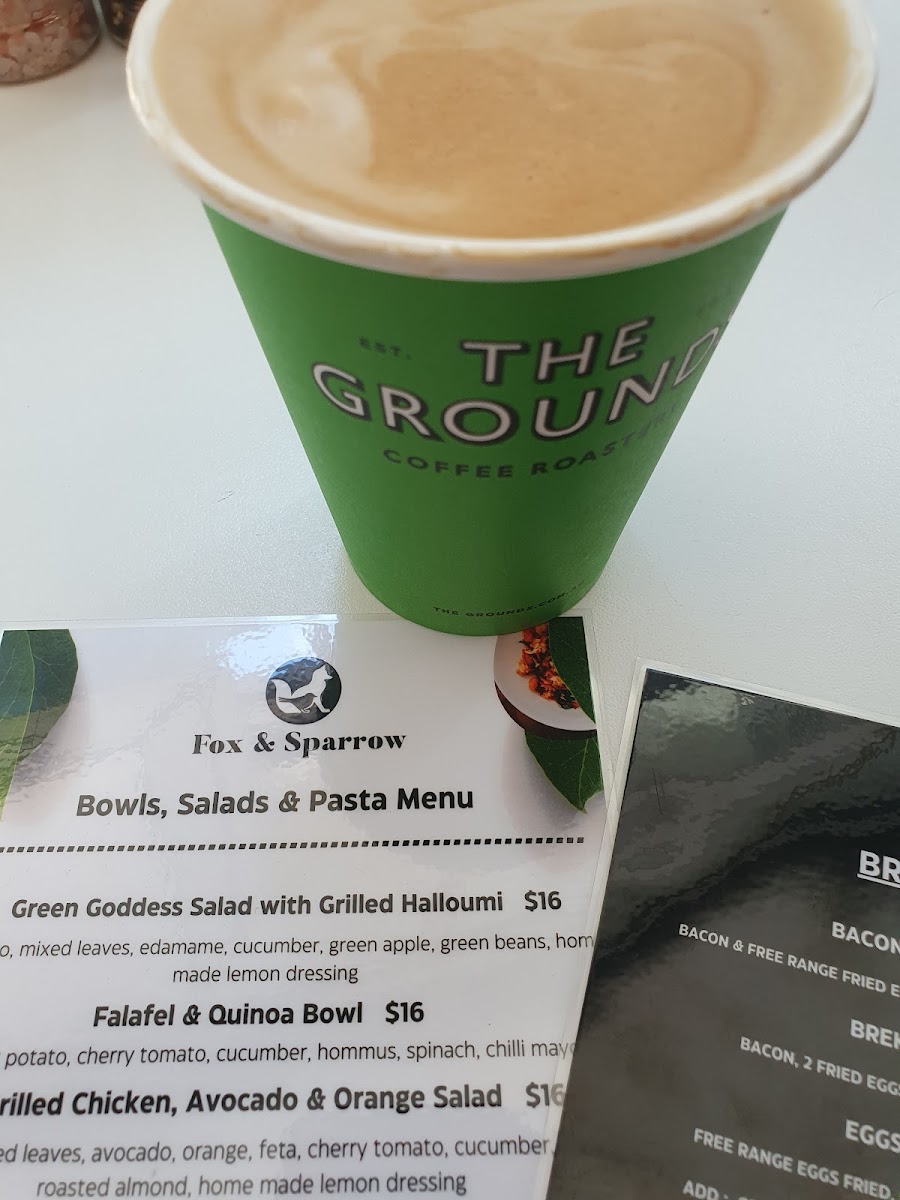 EST.
THE
GROUNDS
COFFEE ROASTERS
THE GROUNDS.COM.AU
Fox & Sparrow
Bowls, Salads & Pasta Menu
Green Goddess Salad with Grilled Halloumi $16
o, mixed leaves, edamame, cucumber, green apple, green beans, hom
made lemon dressing
Falafel & Quinoa Bowl $16
potato, cherry tomato, cucumber, hommus, spinach, chilli mayo
rilled Chicken, Avocado & Orange Salad $16
ed leaves, avocado, orange, feta, cherry tomato, cucumber,
roasted almond, home made lemon dressing
BR
BACON
BACON & FREE RANGE FRIED E
BREK
BACON, 2 FRIED EGGS
EGGS
FREE RANGE EGGS FRIED,
ADD